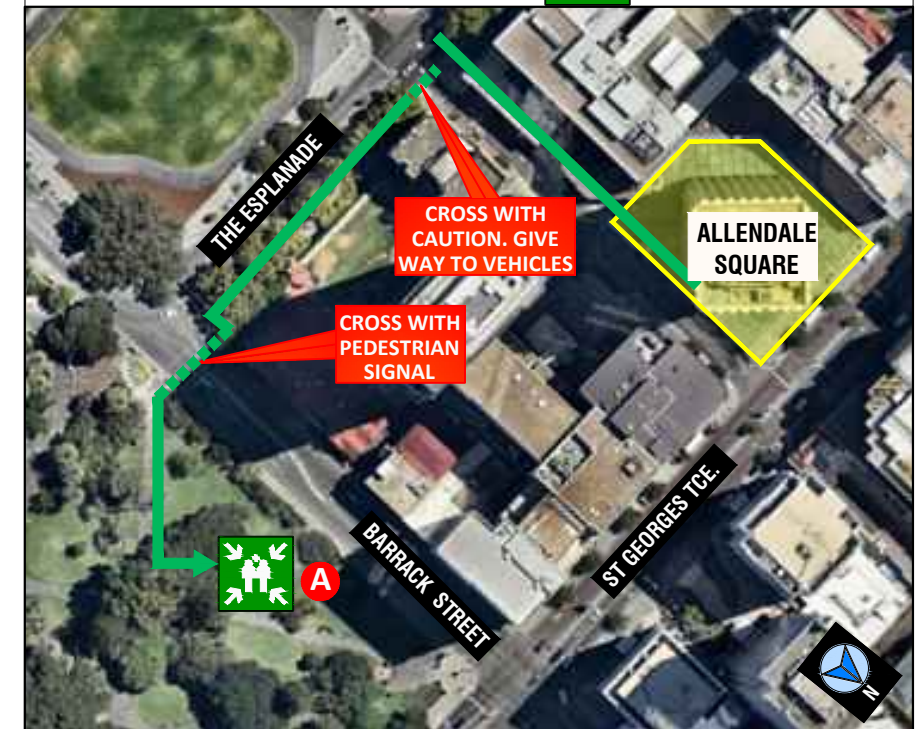 THE ESPLANADE
CROSS WITH
CAUTION. GIVE
WAY TO VEHICLES
ALLENDALE
SQUARE
CROSS WITH
PEDESTRIAN
SIGNAL
A
BARRACK STREET
ST GEORGES TCE.
N